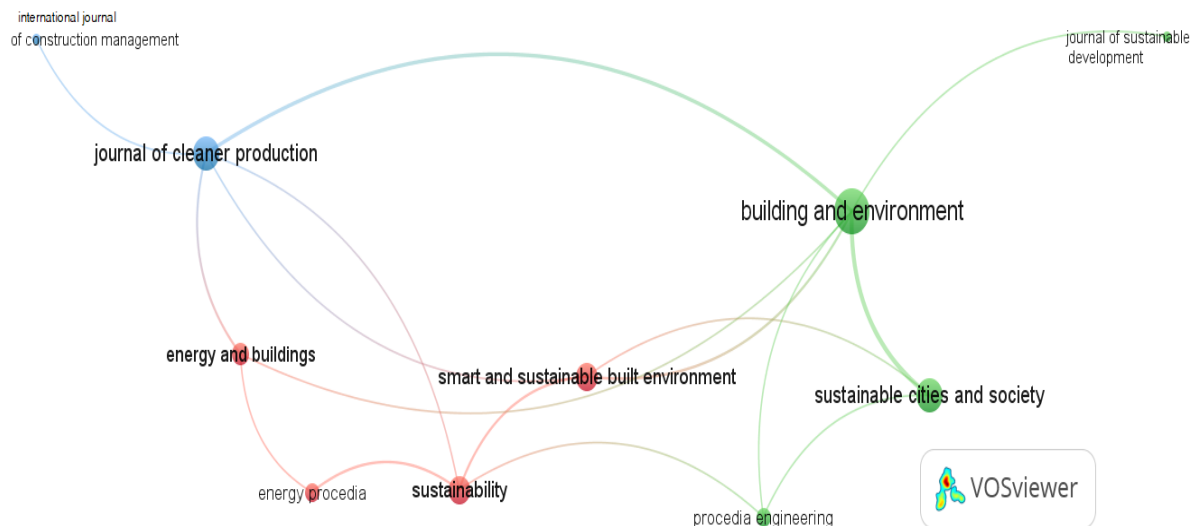 international journal
of construction management
journal of sustainable
development
journal of cleaner production
building and environment
energy and buildings
smart and sustainable built environment
sustainable cities and society
energy procedia
sustainability
procedia engineering
VOSviewer